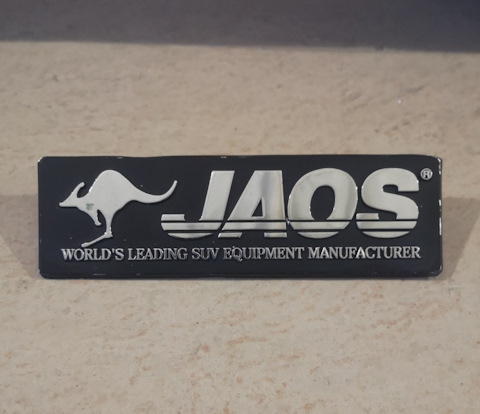 JAOS®
WORLD'S LEADING SUV EQUIPMENT MANUFACTURER